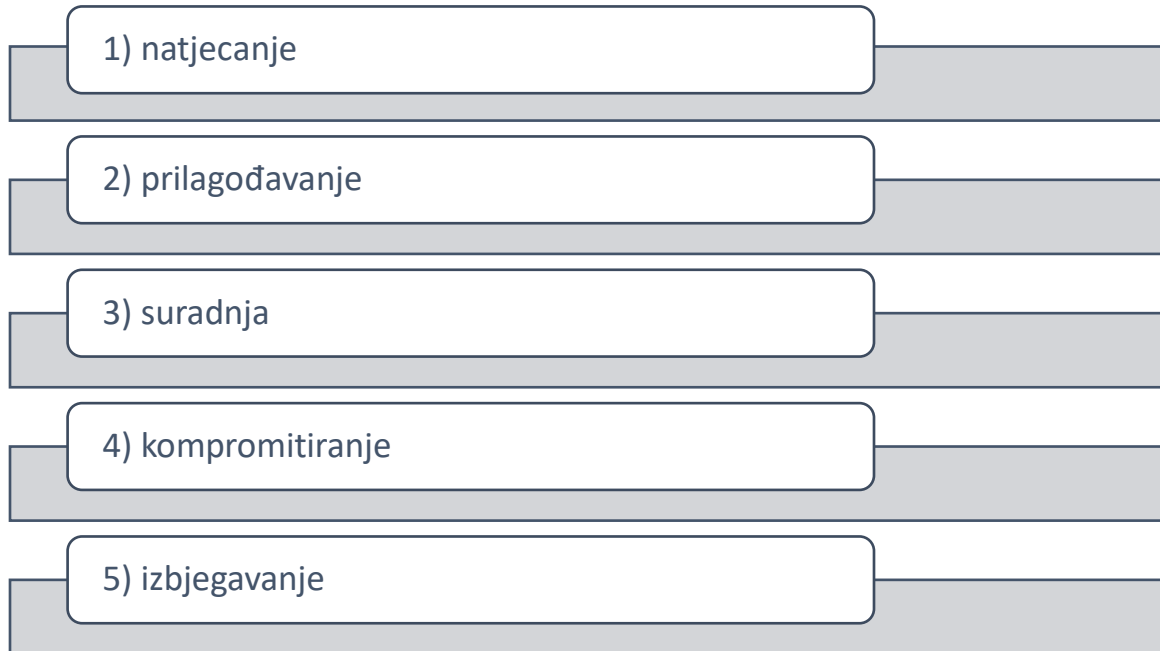 1) natjecanje
2) prilagođavanje
3) suradnja
4) kompromitiranje
5) izbjegavanje